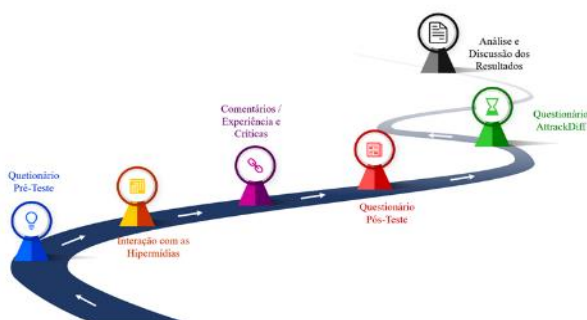 Quetionário
Pré-Teste
Interação com as
Hipermídias
Comentários /
Experiência e
Críticas
Questionário
Pós-Teste
Questionário
AttrackDiff
Análise e
Discussão dos
Resultados